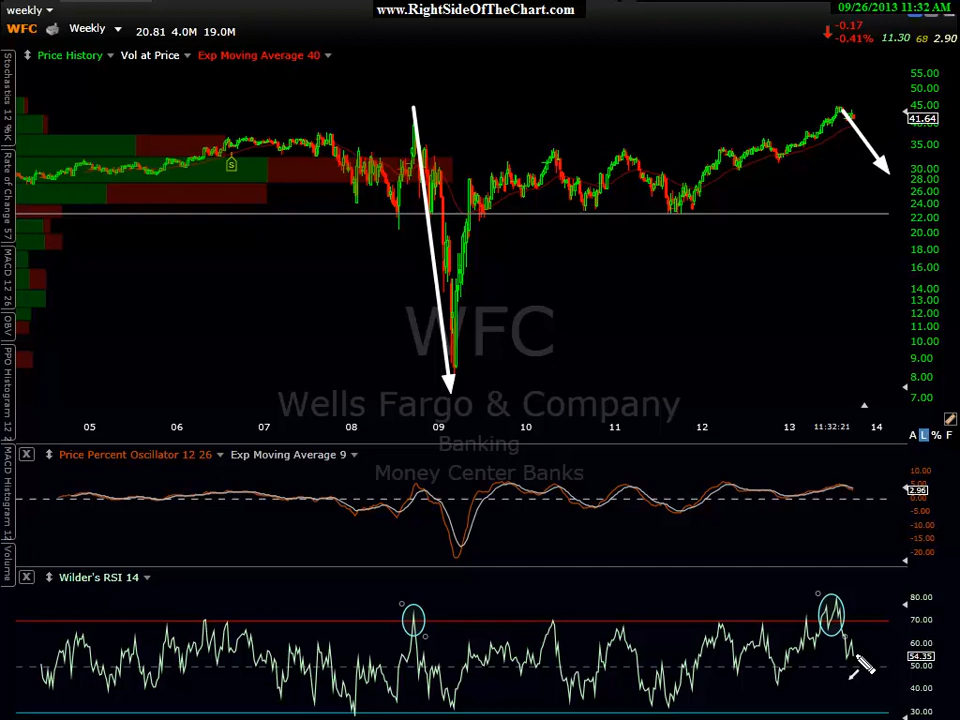 weekly
www.RightSideOfTheChart.com
09/26/2013 11:32 AM
WFC Weekly 20.81 4.0M 19.0M
-0.17
-0.41% 11.30 68 2.90
Price History Vol at Price Exp Moving Average 40
55.00
50.00
45.00
41.64
35.00
30.00
28.00
26.00
24.00
22.00
20.00
18.00
16.00
14.00
13.00
12.00
11.00
10.00
9.00
8.00
7.00
S
WFC
Wells Fargo & Company
Banking
Money Center Banks
05 06 07 08 09 10 11 12 13 11:32:21 14
A L % F
Stochastics 12 %K
Rate of Change 57
MACD 12 26
OBV
PPO Histogram 12 2
MACD Histogram 12
Volume
X Price Percent Oscillator 12 26 Exp Moving Average 9
10.00
5.00
2.96
0.00
-5.00
-10.00
-15.00
-20.00
X Wilder's RSI 14
80.00
70.00
60.00
54.35
50.00
40.00
30.00